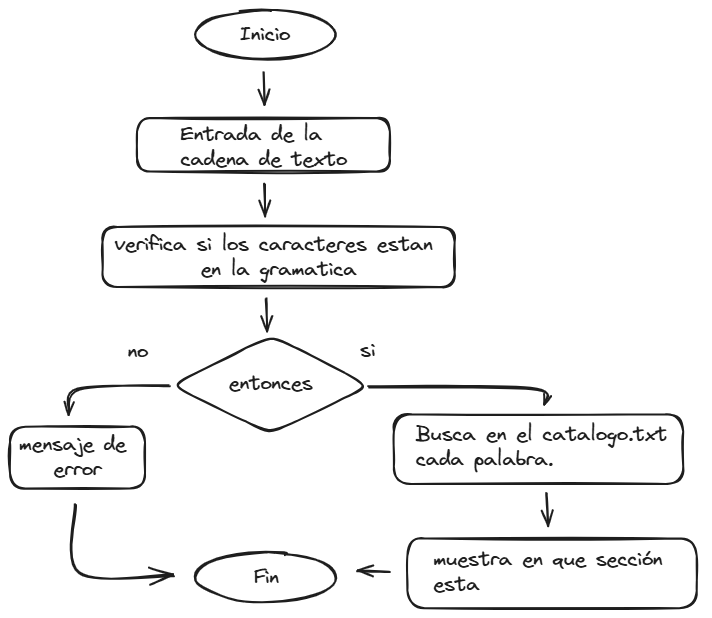 Inicio
Entrada de la
cadena de texto
verifica si los caracteres estan
en la gramatica
no
si
entonces
mensaje de
error
Busca en el catalogo.txt
cada palabra.
muestra en que sección
esta
Fin